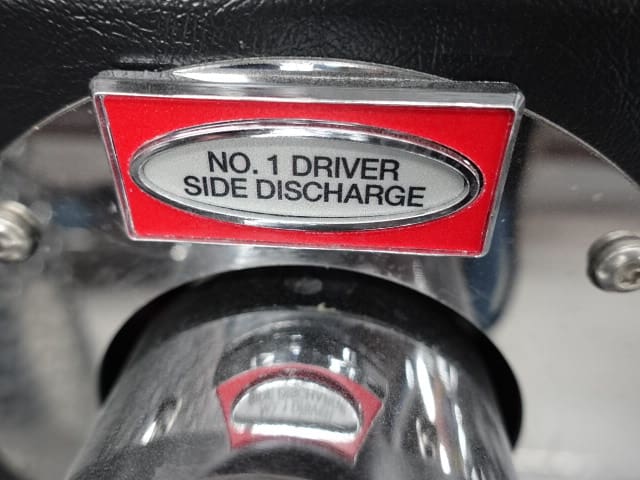 NO. 1 DRIVER
SIDE DISCHARGE